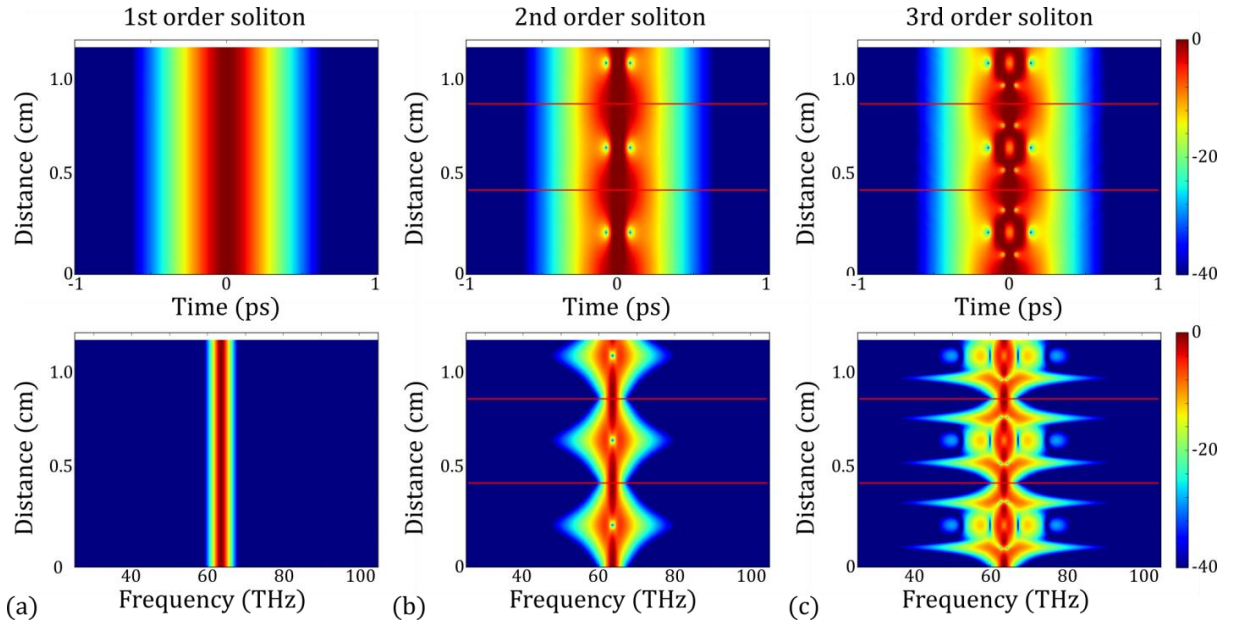 1st order soliton
2nd order soliton
3rd order soliton
Distance (cm)
1.0
0.5
0
-1
0
1
Time (ps)
Distance (cm)
1.0
0.5
0
-1
0
1
Time (ps)
Distance (cm)
1.0
0.5
0
-1
0
1
Time (ps)
0
-20
-40
Distance (cm)
1.0
0.5
0
40
60
80
100
Frequency (THz)
(a)
Distance (cm)
1.0
0.5
0
40
60
80
100
Frequency (THz)
(b)
Distance (cm)
1.0
0.5
0
40
60
80
100
Frequency (THz)
(c)
0
-20
-40